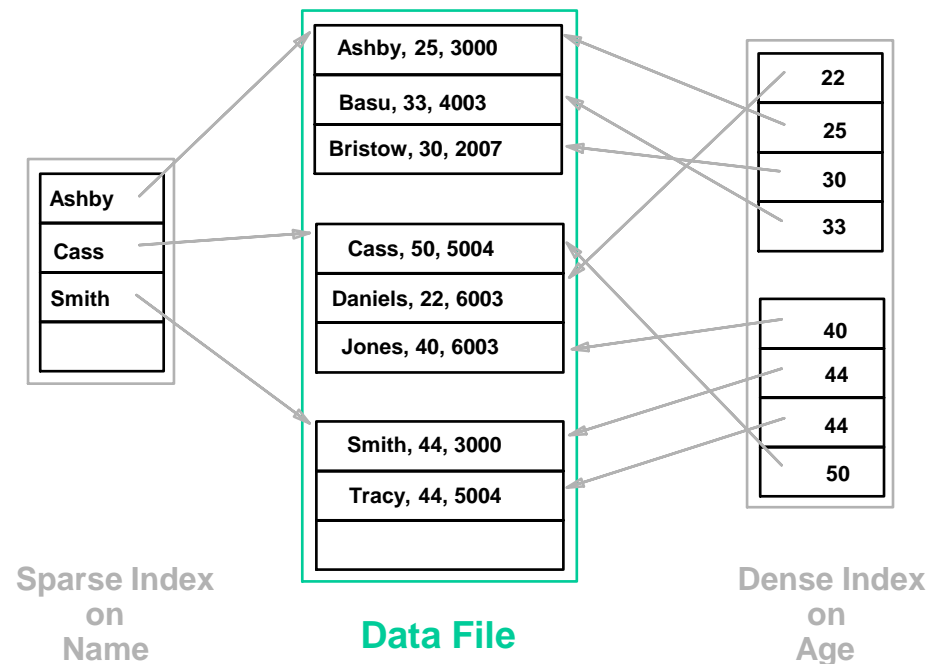 Ashby
Cass
Smith
Sparse Index
on
Name
Ashby, 25, 3000
Basu, 33, 4003
Bristow, 30, 2007
Cass, 50, 5004
Daniels, 22, 6003
Jones, 40, 6003
Smith, 44, 3000
Tracy, 44, 5004
Data File
22
25
30
33
40
44
44
50
Dense Index
on
Age